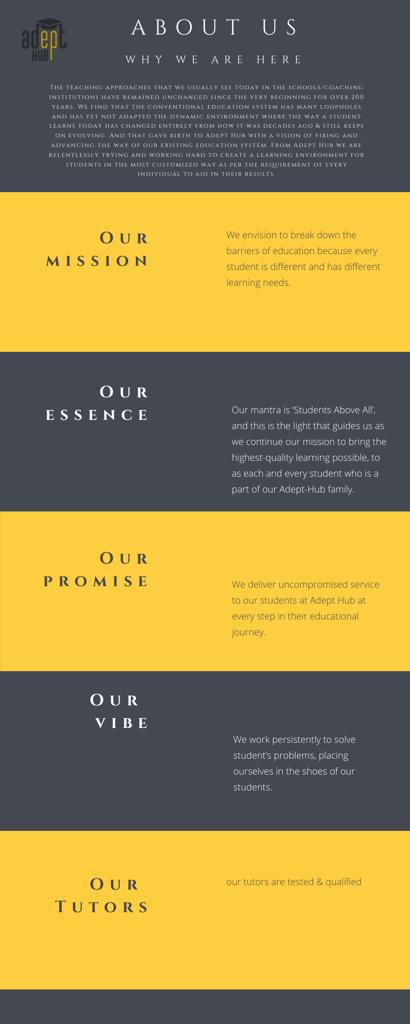 adept
HUB
ABOUT US
WHY WE ARE HERE
The teaching approaches that we usually see today in the schools/coaching
institutions have remained unchanged since the very beginning for over 200
years. We find that the conventional education system has many loopholes
and has yet not adapted the dynamic environment where the way a student
learns today has changed entirely from how it was decades ago & still keeps
on evolving. And that gave birth to Adept Hub with a vision of fixing and
advancing the way of our existing education system. From Adept Hub we are
relentlessly trying and working hard to create a learning environment for
students in the most customized way as per the requirement of every
individual to aid in their results.
Our
mission
We envision to break down the
barriers of education because every
student is different and has different
learning needs.
Our
essence
Our mantra is ‘Students Above All’,
and this is the light that guides us as
we continue our mission to bring the
highest-quality learning possible, to
as each and every student who is a
part of our Adept-Hub family.
Our
promise
We deliver uncompromised service
to our students at Adept Hub at
every step in their educational
journey.
Our
vibe
We work persistently to solve
student’s problems, placing
ourselves in the shoes of our
students.
Our
Tutors
our tutors are tested & qualified